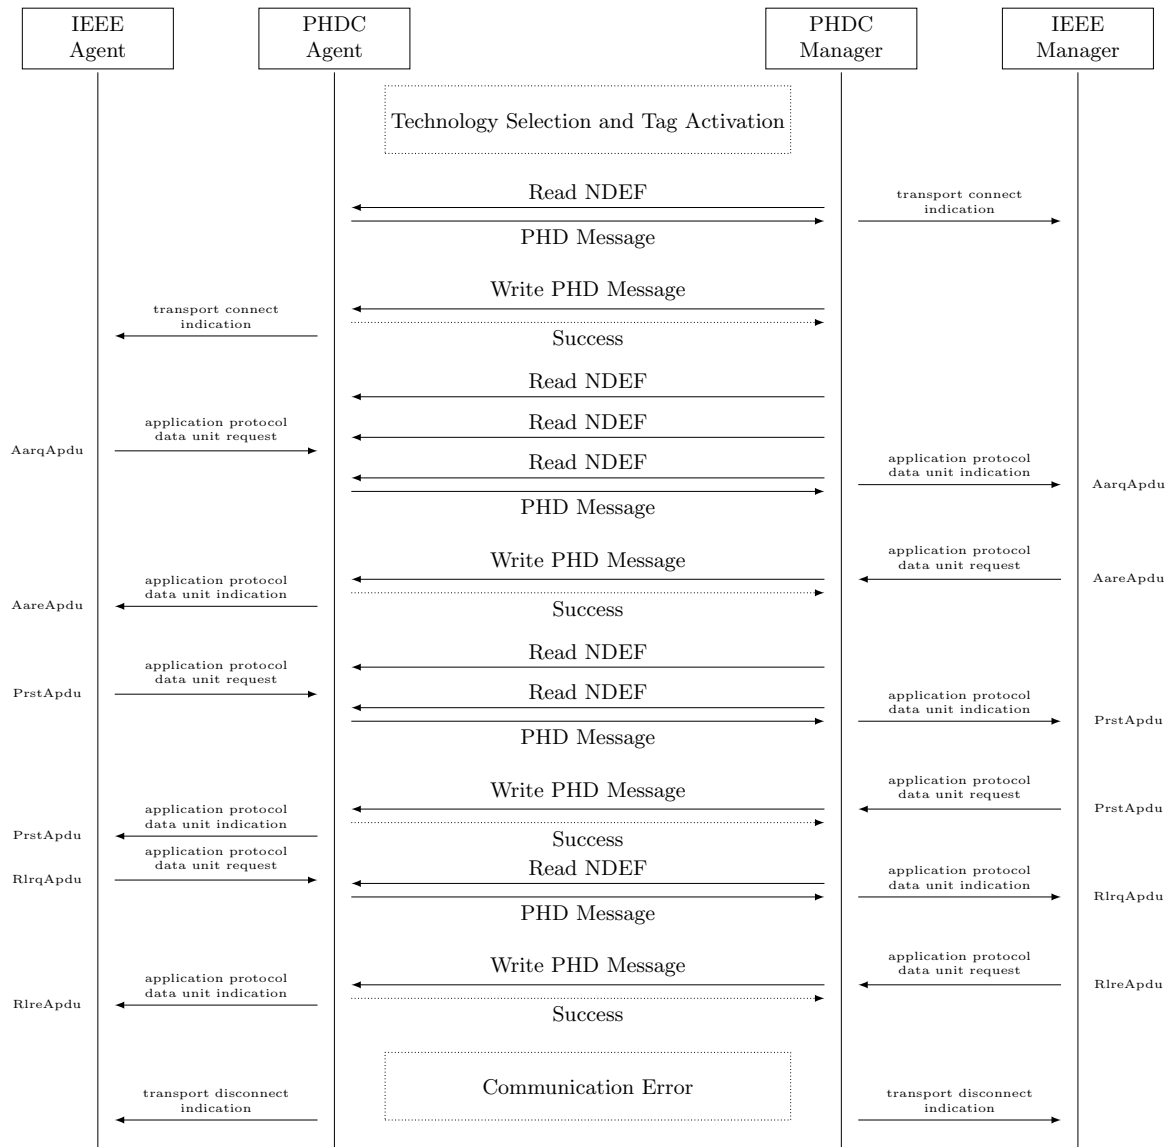 IEEE
Agent
PHDC
Agent
PHDC
Manager
IEEE
Manager
Technology Selection and Tag Activation
Read NDEF
transport connect
indication
PHD Message
Write PHD Message
transport connect
indication
Success
Read NDEF
application protocol
data unit request
Read NDEF
AarqApdu
Read NDEF
application protocol
data unit indication
AarqApdu
PHD Message
Write PHD Message
application protocol
data unit request
AareApdu
application protocol
data unit indication
AareApdu
Success
Read NDEF
application protocol
data unit request
PrstApdu
Read NDEF
application protocol
data unit indication
PrstApdu
PHD Message
Write PHD Message
application protocol
data unit request
PrstApdu
application protocol
data unit indication
PrstApdu
Success
application protocol
data unit request
RlrqApdu
Read NDEF
application protocol
data unit indication
RlrqApdu
PHD Message
Write PHD Message
application protocol
data unit request
RlreApdu
application protocol
data unit indication
RlreApdu
Success
Communication Error
transport disconnect
indication
transport disconnect
indication